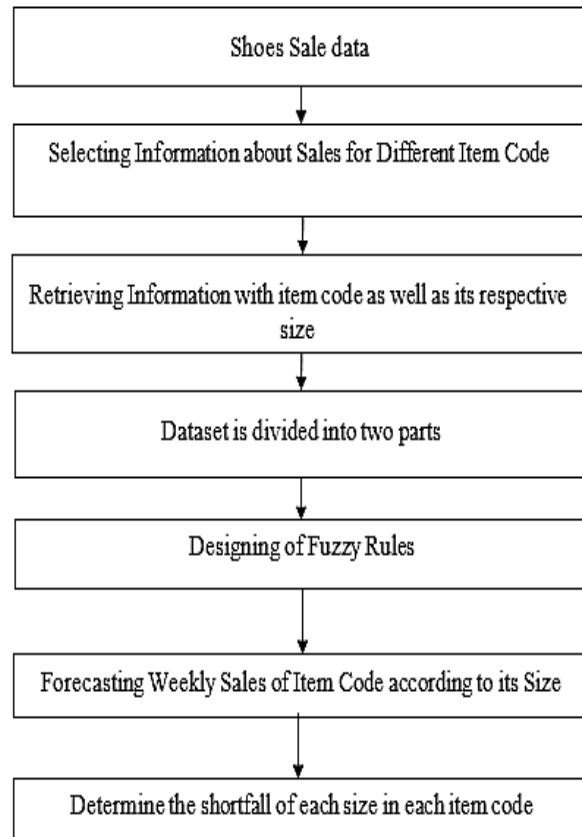 Shoes Sale data
Selecting Information about Sales for Different Item Code
Retrieving Information with item code as well as its respective
size
Dataset is divided into two parts
Designing of Fuzzy Rules
Forecasting Weekly Sales of Item Code according to its Size
Determine the shortfall of each size in each item code